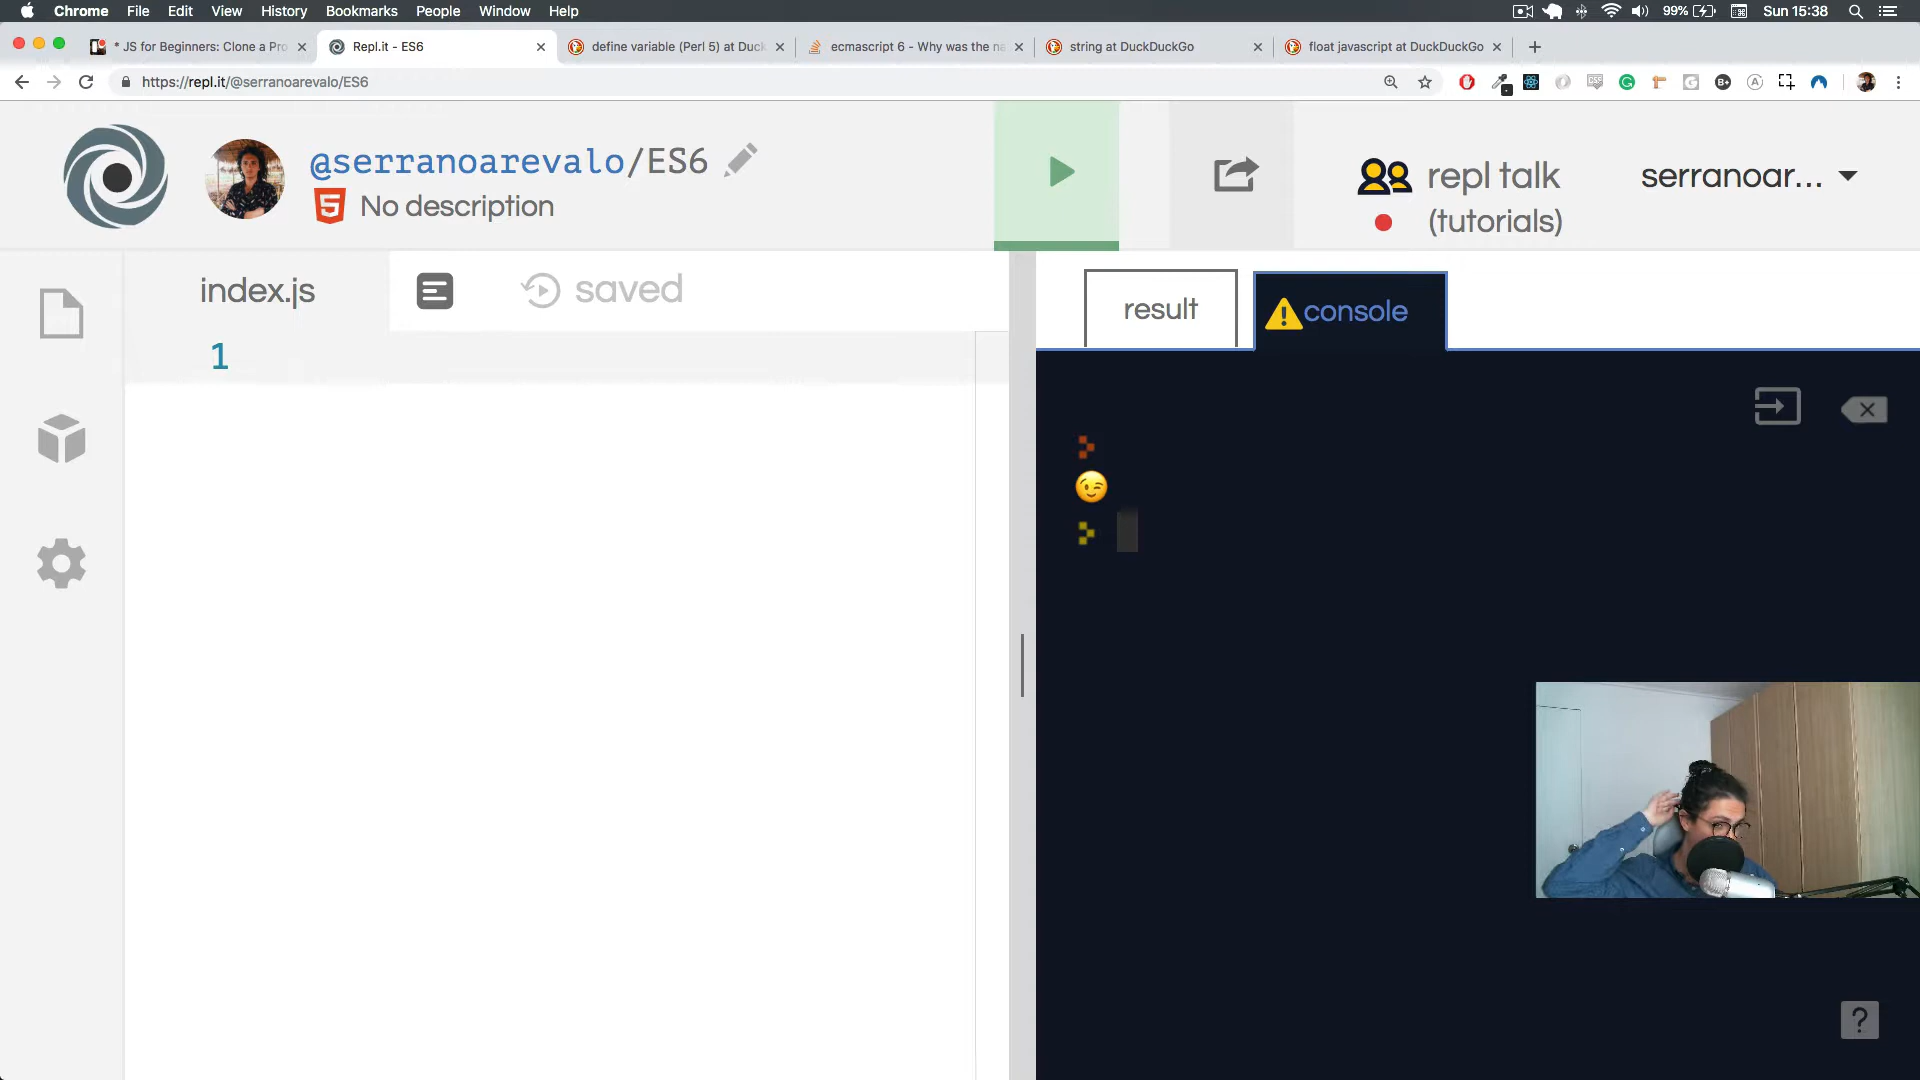 Chrome File Edit View History Bookmarks People Window Help 99% Sun 15:38
* JS for Beginners: Clone a Pro Repl.it - ES6 define variable (Perl 5) at Duck ecmascript 6 - Why was the na string at DuckDuckGo float javascript at DuckDuckGo
https://repl.it/@serranoarevalo/ES6
@serranoarevalo/ES6
No description
repl talk
(tutorials)
serranoar...
index.js
saved
result
console
1